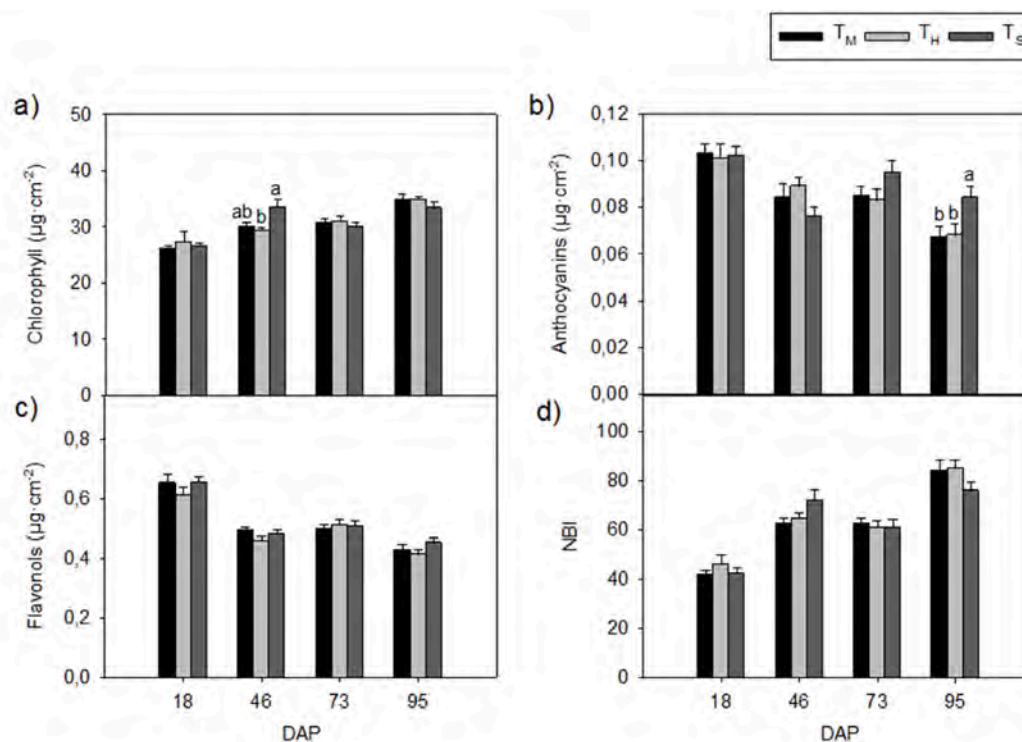 T_M T_H T_S
a)
50
40
30
20
10
0
Chlorophyll (µg·cm⁻²)
ab b a
b)
0,12
0,10
0,08
0,06
0,04
0,02
0,00
Anthocyanins (µg·cm⁻²)
b b a
c)
0,8
0,6
0,4
0,2
0,0
Flavonols (µg·cm⁻²)
18 46 73 95
DAP
d)
100
80
60
40
20
0
NBI
18 46 73 95
DAP